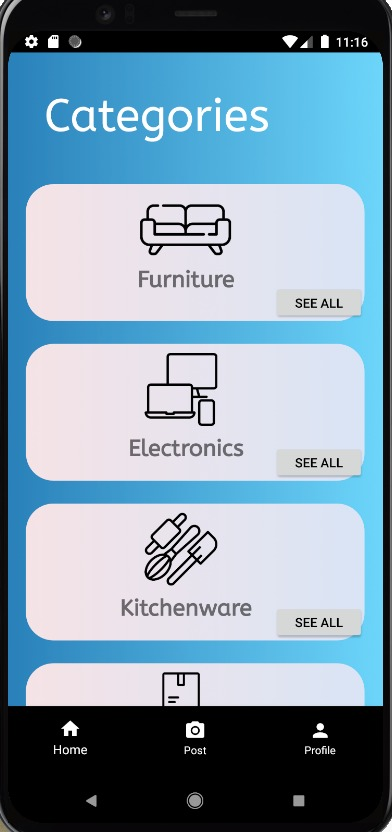 11:16
Categories
Furniture
SEE ALL
Electronics
SEE ALL
Kitchenware
SEE ALL
Home
Post
Profile